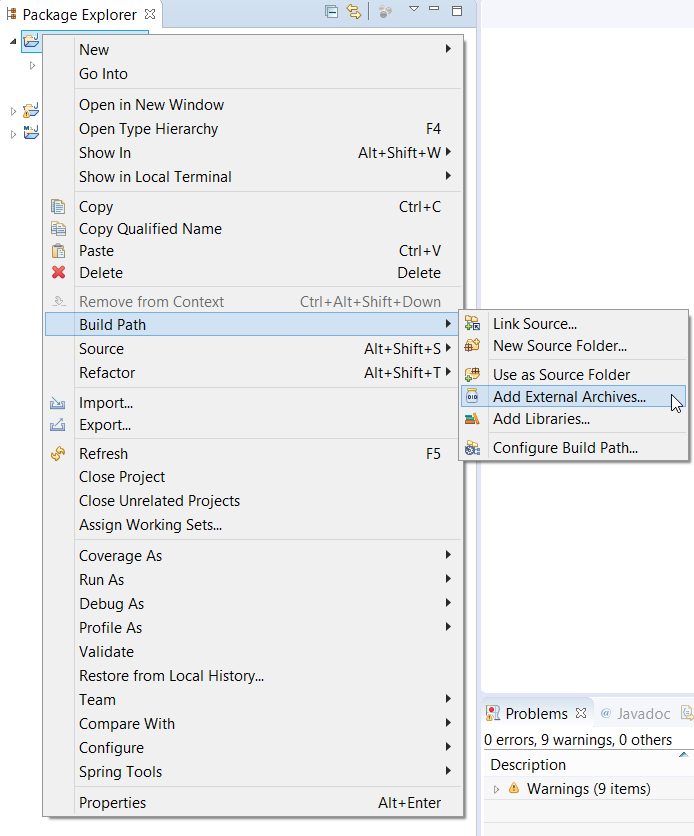 Package Explorer
New
Go Into
Open in New Window
Open Type Hierarchy F4
Show In Alt+Shift+W
Show in Local Terminal
Copy Ctrl+C
Copy Qualified Name
Paste Ctrl+V
Delete Delete
Remove from Context Ctrl+Alt+Shift+Down
Build Path
Source Alt+Shift+S
Refactor Alt+Shift+T
Import...
Export...
Refresh F5
Close Project
Close Unrelated Projects
Assign Working Sets...
Coverage As
Run As
Debug As
Profile As
Validate
Restore from Local History...
Team
Compare With
Configure
Spring Tools
Properties Alt+Enter
Link Source...
New Source Folder...
Use as Source Folder
Add External Archives...
Add Libraries...
Configure Build Path...
Problems @ Javadoc
0 errors, 9 warnings, 0 others
Description
Warnings (9 items)